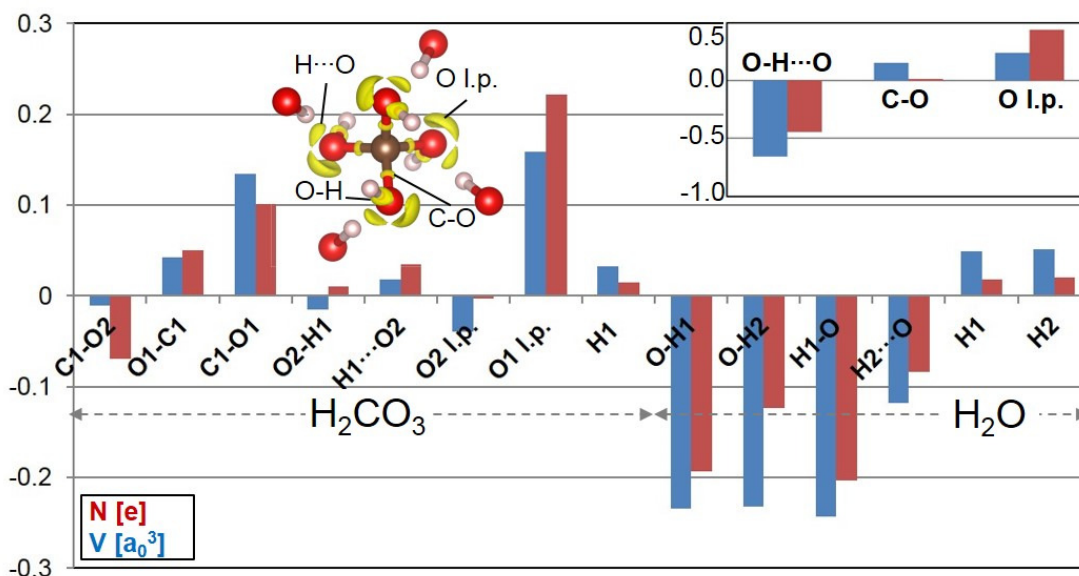 0.3
0.2
0.1
0
-0.1
-0.2
-0.3
H···O
O l.p.
O-H
C-O
0.5
0.0
-0.5
-1.0
O-H···O
C-O
O l.p.
C1-O2
O1-C1
C1-O1
O2-H1
H1···O2
O2 l.p.
O1 l.p.
H1
O-H1
O-H2
H1-O
H2···O
H1
H2
H₂CO₃
H₂O
N [e]
V [a₀³]